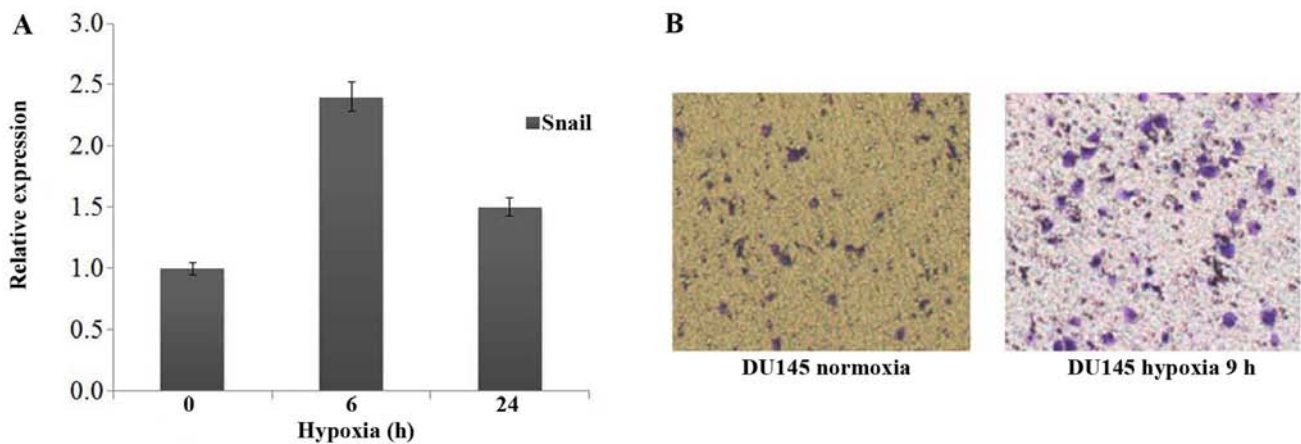 A
3.0
2.5
2.0
1.5
1.0
0.5
0.0
Relative expression
Snail
0 6 24
Hypoxia (h)
B
DU145 normoxia
DU145 hypoxia 9 h